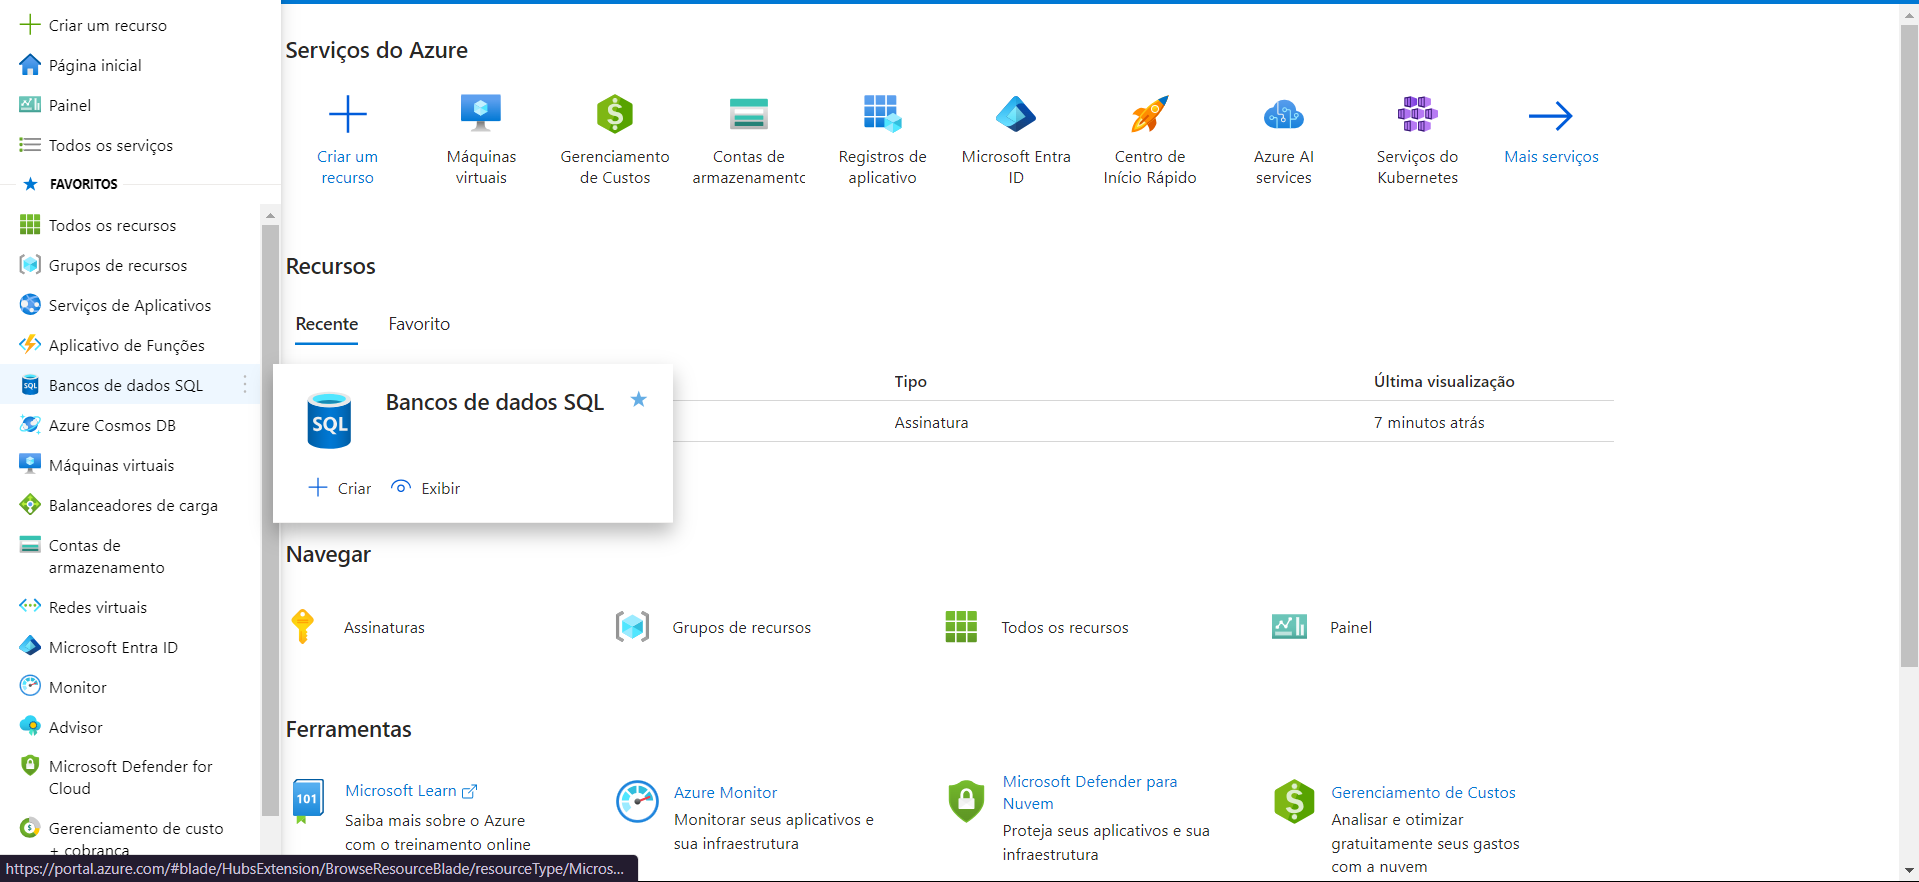 Criar um recurso
Página inicial
Painel
Todos os serviços
FAVORITOS
Todos os recursos
Grupos de recursos
Serviços de Aplicativos
Aplicativo de Funções
Bancos de dados SQL
Azure Cosmos DB
Máquinas virtuais
Balanceadores de carga
Contas de
armazenamento
Redes virtuais
Microsoft Entra ID
Monitor
Advisor
Microsoft Defender for
Cloud
Gerenciamento de custo
+ cobrança
https://portal.azure.com/#blade/HubsExtension/BrowseResourceBlade/resourceType/Micros...
Serviços do Azure
Criar um
recurso
Máquinas
virtuais
Gerenciamento
de Custos
Contas de
armazenamento
Registros de
aplicativo
Microsoft Entra
ID
Centro de
Início Rápido
Azure AI
services
Serviços do
Kubernetes
Mais serviços
Recursos
Recente
Favorito
Tipo
Última visualização
Assinatura
7 minutos atrás
SQL
Bancos de dados SQL
Criar
Exibir
Navegar
Assinaturas
Grupos de recursos
Todos os recursos
Painel
Ferramentas
101
Microsoft Learn
Saiba mais sobre o Azure
com o treinamento online
Azure Monitor
Monitorar seus aplicativos e
sua infraestrutura
Microsoft Defender para
Nuvem
Proteja seus aplicativos e sua
infraestrutura
Gerenciamento de Custos
Analisar e otimizar
gratuitamente seus gastos
com a nuvem